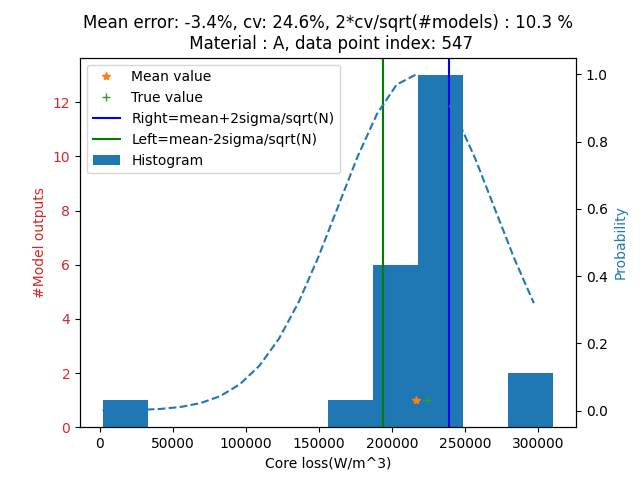 Mean error: -3.4%, cv: 24.6%, 2*cv/sqrt(#models) : 10.3 %
Material : A, data point index: 547
Mean value
True value
Right=mean+2sigma/sqrt(N)
Left=mean-2sigma/sqrt(N)
Histogram
#Model outputs
12
10
8
6
4
2
0
1.0
0.8
0.6
0.4
0.2
0.0
Probability
0
50000
100000
150000
200000
250000
300000
Core loss(W/m^3)